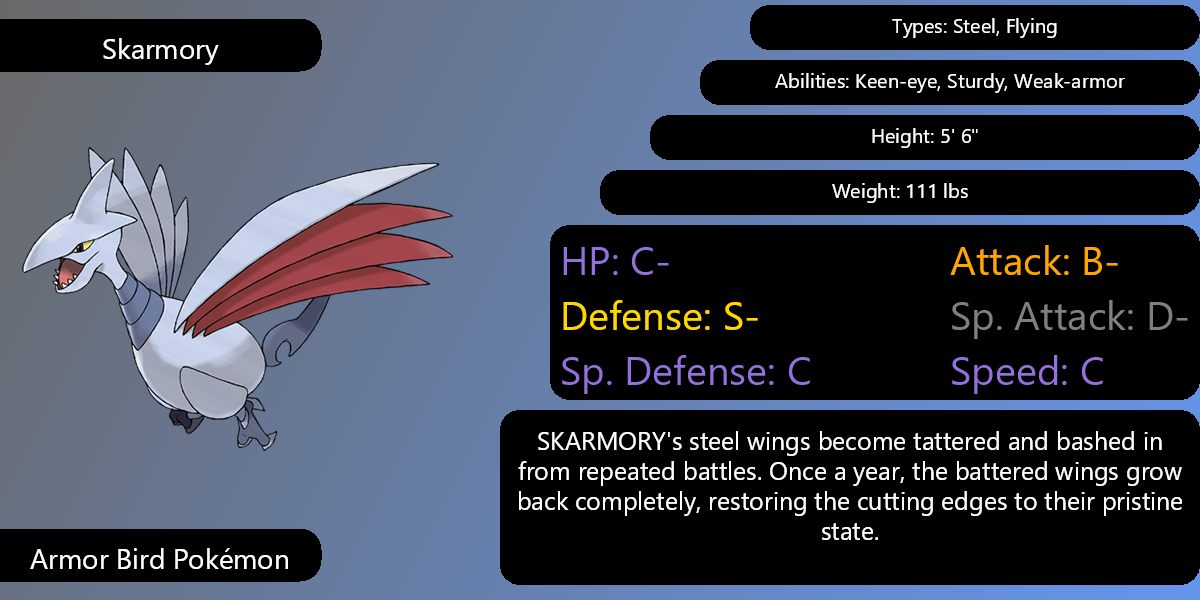 Skarmory
Types: Steel, Flying
Abilities: Keen-eye, Sturdy, Weak-armor
Height: 5' 6"
Weight: 111 lbs
HP: C-
Attack: B-
Defense: S-
Sp. Attack: D-
Sp. Defense: C
Speed: C
SKARMORY's steel wings become tattered and bashed in
from repeated battles. Once a year, the battered wings grow
back completely, restoring the cutting edges to their pristine
state.
Armor Bird Pokémon